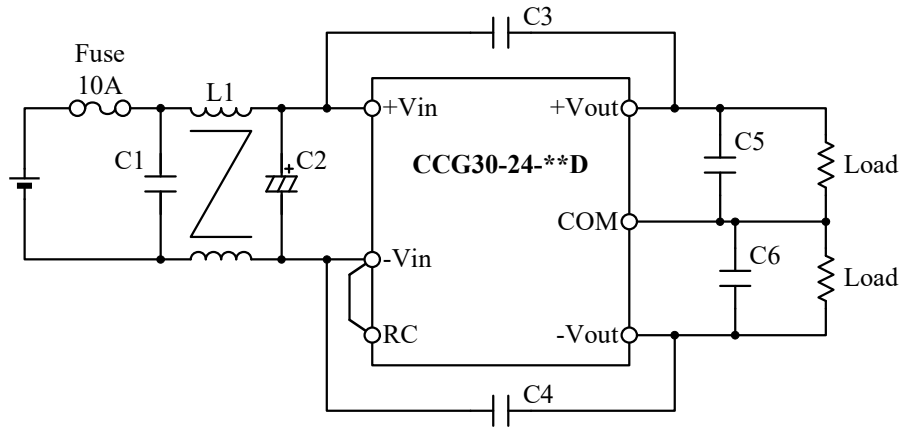 C3
Fuse
10A
L1
+Vin
+Vout
C1
C2
+
CCG30-24-**D
C5
Load
COM
-Vin
C6
Load
RC
-Vout
C4